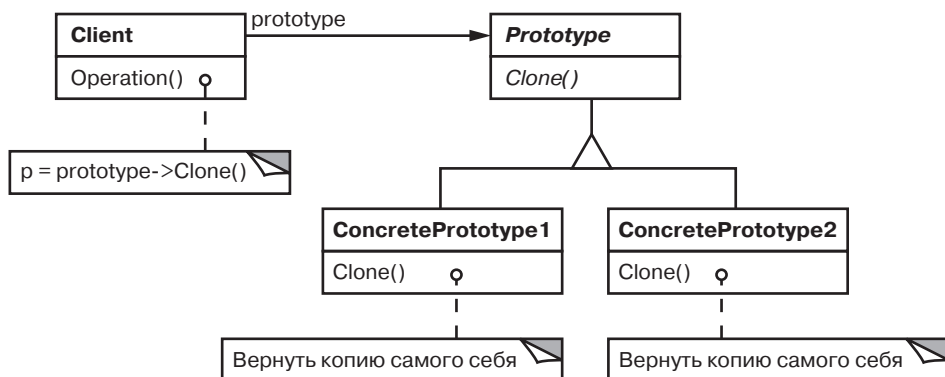 prototype
Client
Prototype
Operation()
Clone()
p = prototype->Clone()
ConcretePrototype1
ConcretePrototype2
Clone()
Clone()
Вернуть копию самого себя
Вернуть копию самого себя